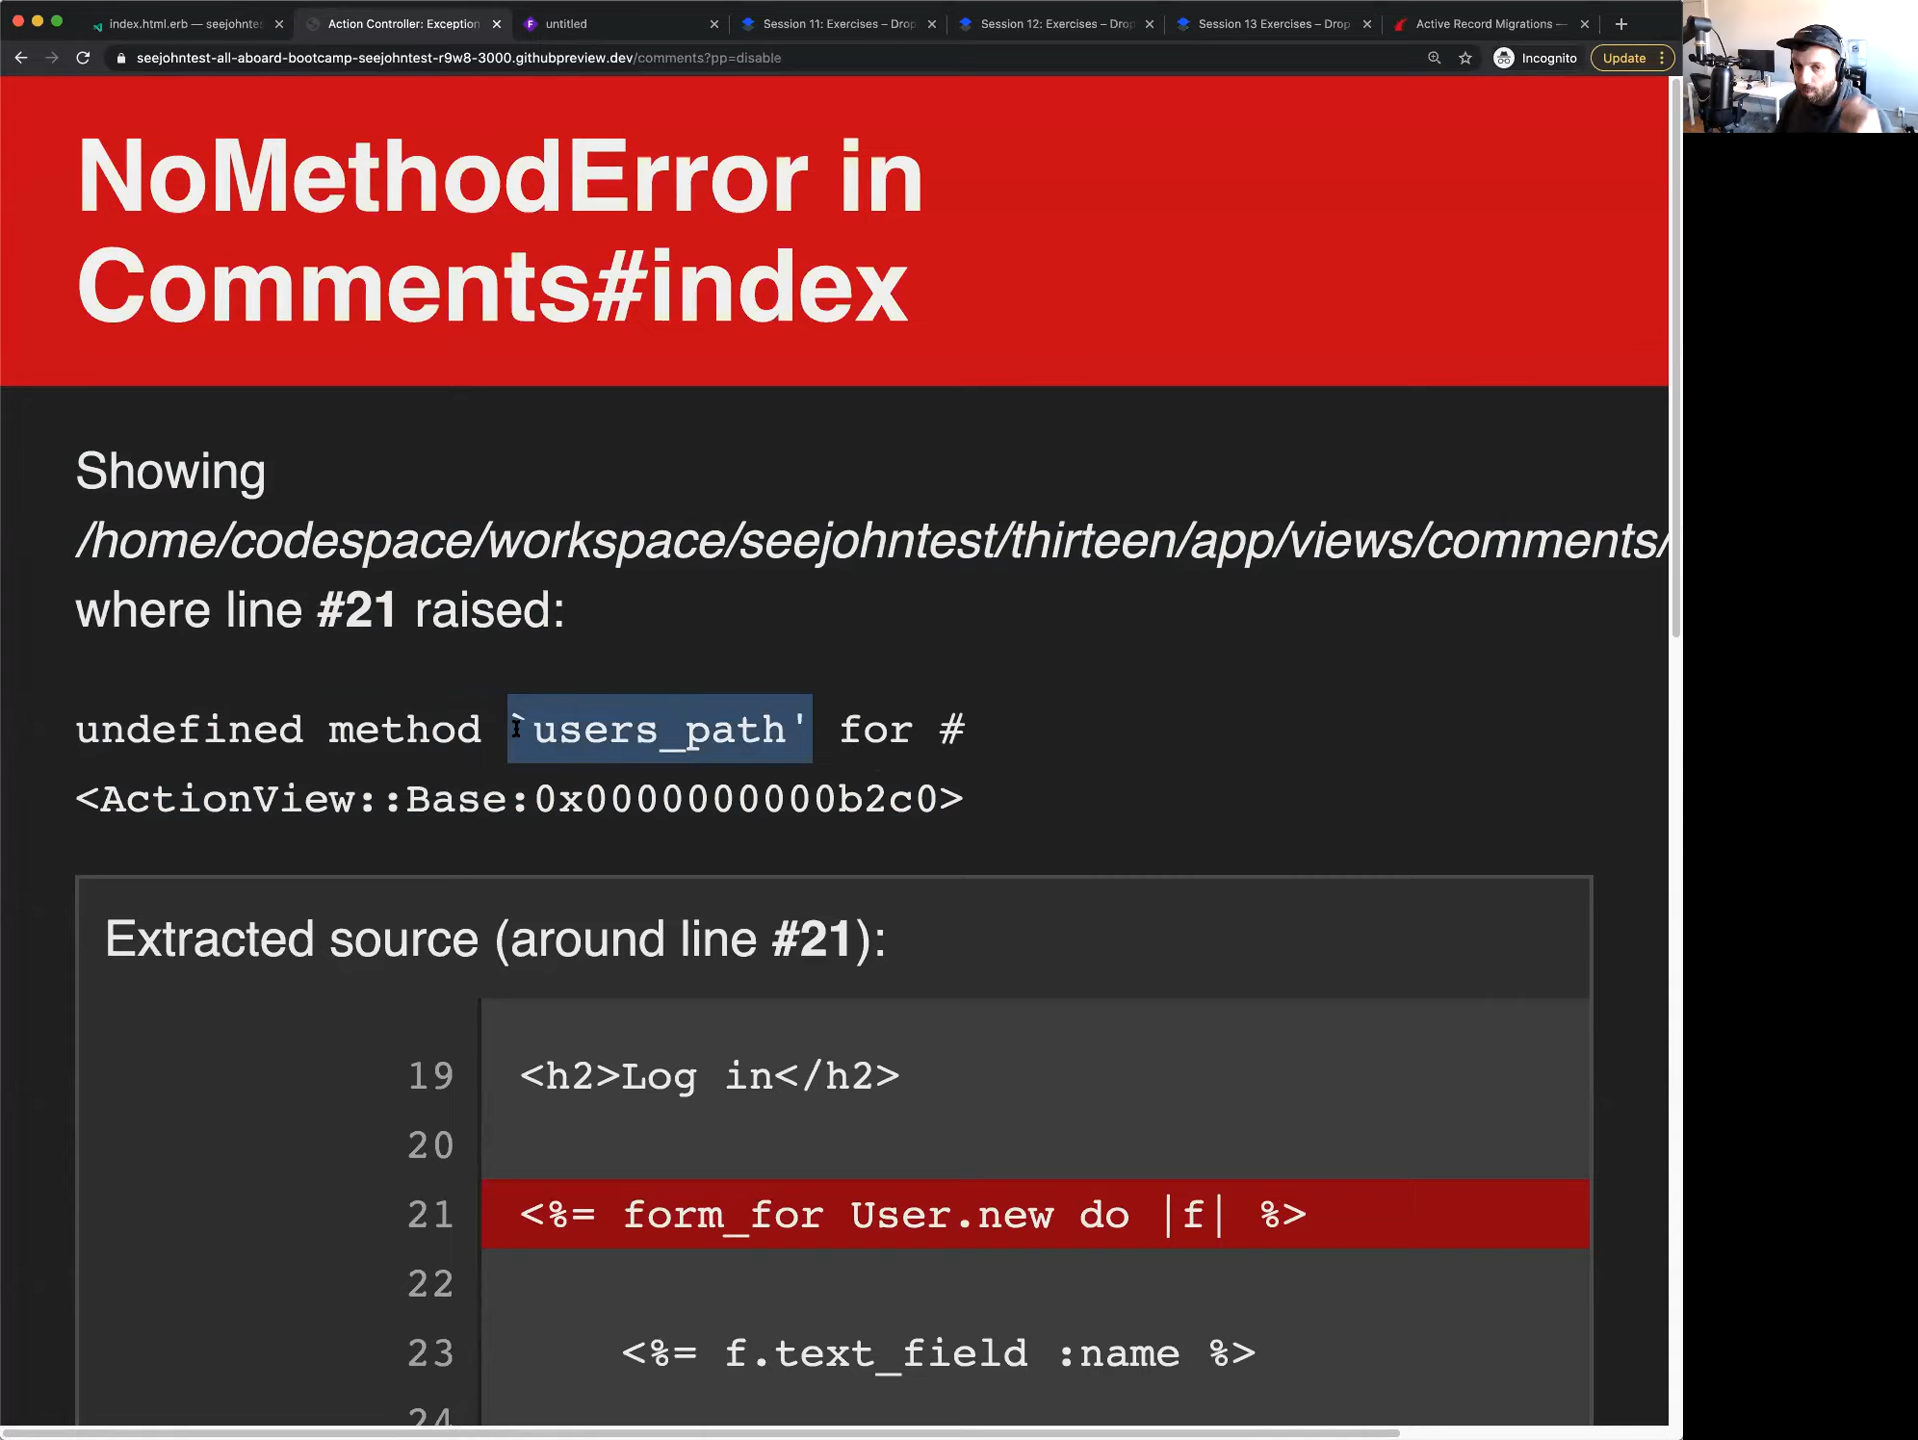 index.html.erb — seejohntes
Action Controller: Exception
untitled
Session 11: Exercises – Drop
Session 12: Exercises – Drop
Session 13 Exercises – Drop
Active Record Migrations —
seejohntest-all-aboard-bootcamp-seejohntest-r9w8-3000.githubpreview.dev/comments?pp=disable
Incognito
Update
NoMethodError in
Comments#index
Showing
/home/codespace/workspace/seejohntest/thirteen/app/views/comments/
where line #21 raised:
undefined method `users_path' for #
<ActionView::Base:0x0000000000b2c0>
Extracted source (around line #21):
19 <h2>Log in</h2>
20
21 <%= form_for User.new do |f| %>
22
23 <%= f.text_field :name %>
24